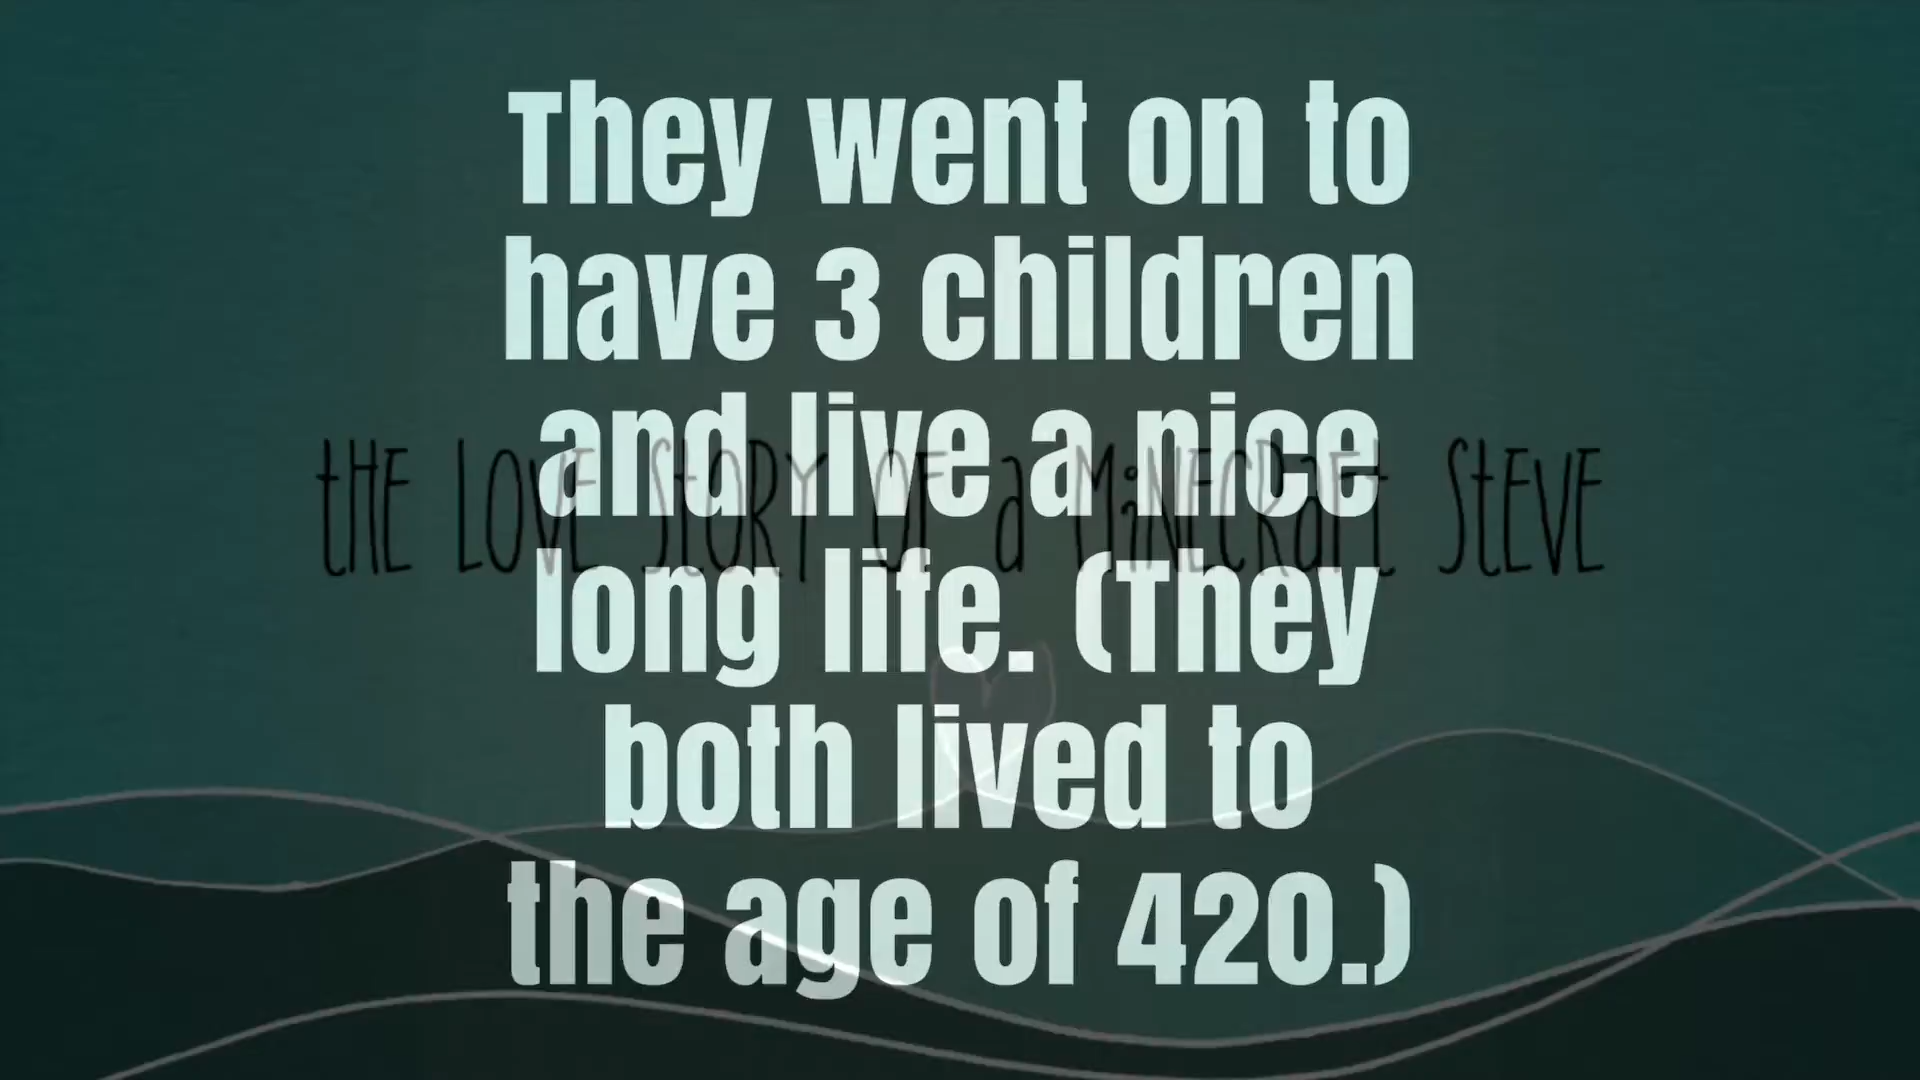 They went on to
have 3 children
and live a nice
tHE LOVE StORY OF a MiNECRaFt StEVE
long life. (They
both lived to
the age of 420.)